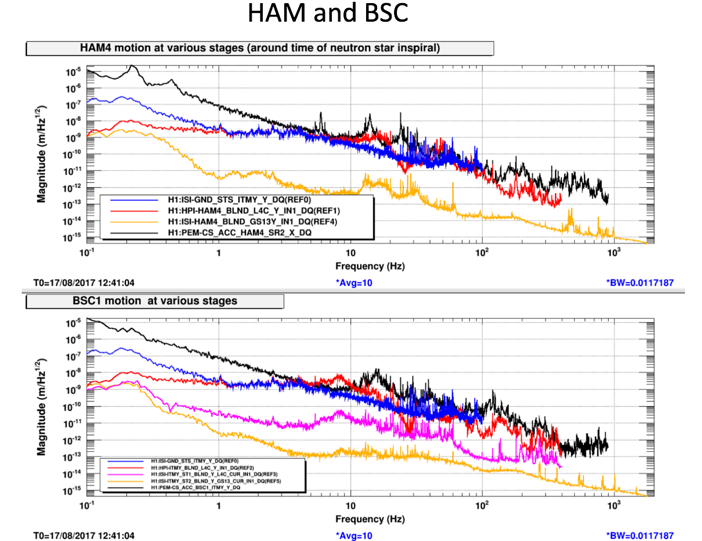 HAM and BSC
HAM4 motion at various stages (around time of neutron star inspiral)
Magnitude (m/Hz^1/2)
10^-5
10^-6
10^-7
10^-8
10^-9
10^-10
10^-11
10^-12
10^-13
10^-14
10^-15
H1:ISI-GND_STS_ITMY_Y_DQ(REF0)
H1:HPI-HAM4_BLND_L4C_Y_IN1_DQ(REF1)
H1:ISI-HAM4_BLND_GS13Y_IN1_DQ(REF4)
H1:PEM-CS_ACC_HAM4_SR2_X_DQ
10^-1 1 10 10^2 10^3
Frequency (Hz)
T0=17/08/2017 12:41:04 *Avg=10 *BW=0.0117187
BSC1 motion at various stages
Magnitude (m/Hz^1/2)
10^-5
10^-6
10^-7
10^-8
10^-9
10^-10
10^-11
10^-12
10^-13
10^-14
10^-15
H1:ISI-GND_STS_ITMY_Y_DQ(REF0)
H1:HPI-ITMY_BLND_L4C_Y_IN1_DQ(REF2)
H1:ISI-ITMY_ST1_BLND_Y_L4C_CUR_IN1_DQ(REF3)
H1:ISI-ITMY_ST2_BLND_Y_GS13_CUR_IN1_DQ(REF5)
H1:PEM-CS_ACC_BSC1_ITMY_Y_DQ
10^-1 1 10 10^2 10^3
Frequency (Hz)
T0=17/08/2017 12:41:04 *Avg=10 *BW=0.0117187